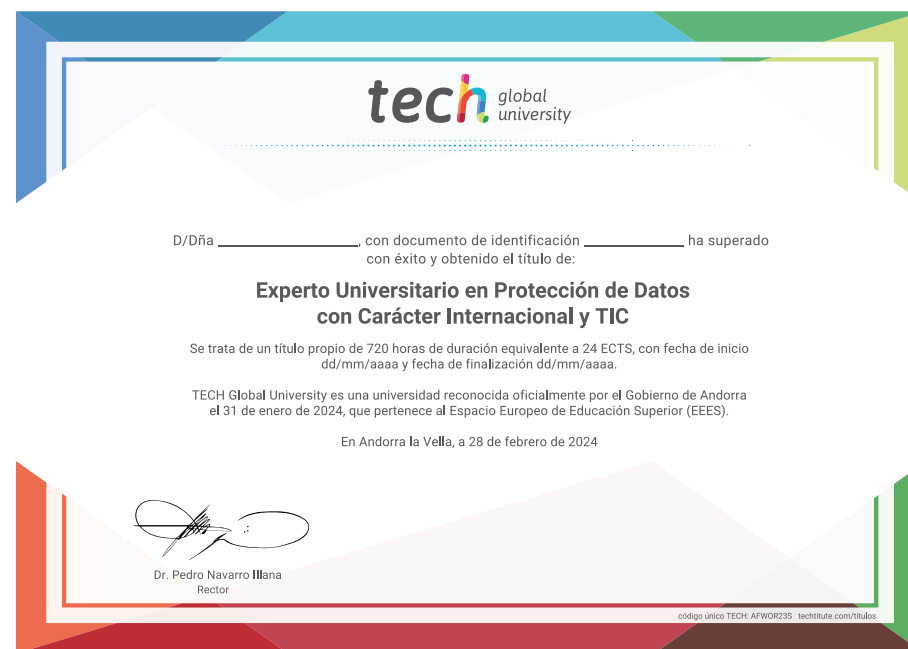 tech global
university
D/Dña ____________________, con documento de identificación ______________ ha superado
con éxito y obtenido el título de:
Experto Universitario en Protección de Datos
con Carácter Internacional y TIC
Se trata de un título propio de 720 horas de duración equivalente a 24 ECTS, con fecha de inicio
dd/mm/aaaa y fecha de finalización dd/mm/aaaa.
TECH Global University es una universidad reconocida oficialmente por el Gobierno de Andorra
el 31 de enero de 2024, que pertenece al Espacio Europeo de Educación Superior (EEES).
En Andorra la Vella, a 28 de febrero de 2024
Dr. Pedro Navarro Illana
Rector
código único TECH: AFWOR23S techtitute.com/titulos